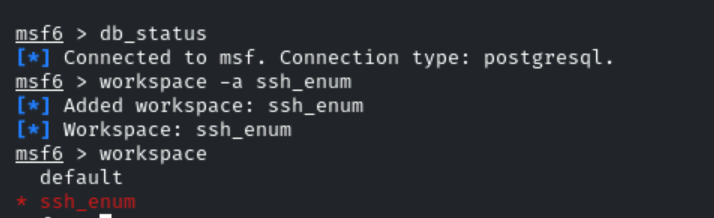 msf6 > db_status
[*] Connected to msf. Connection type: postgresql.
msf6 > workspace -a ssh_enum
[*] Added workspace: ssh_enum
[*] Workspace: ssh_enum
msf6 > workspace
  default
* ssh_enum